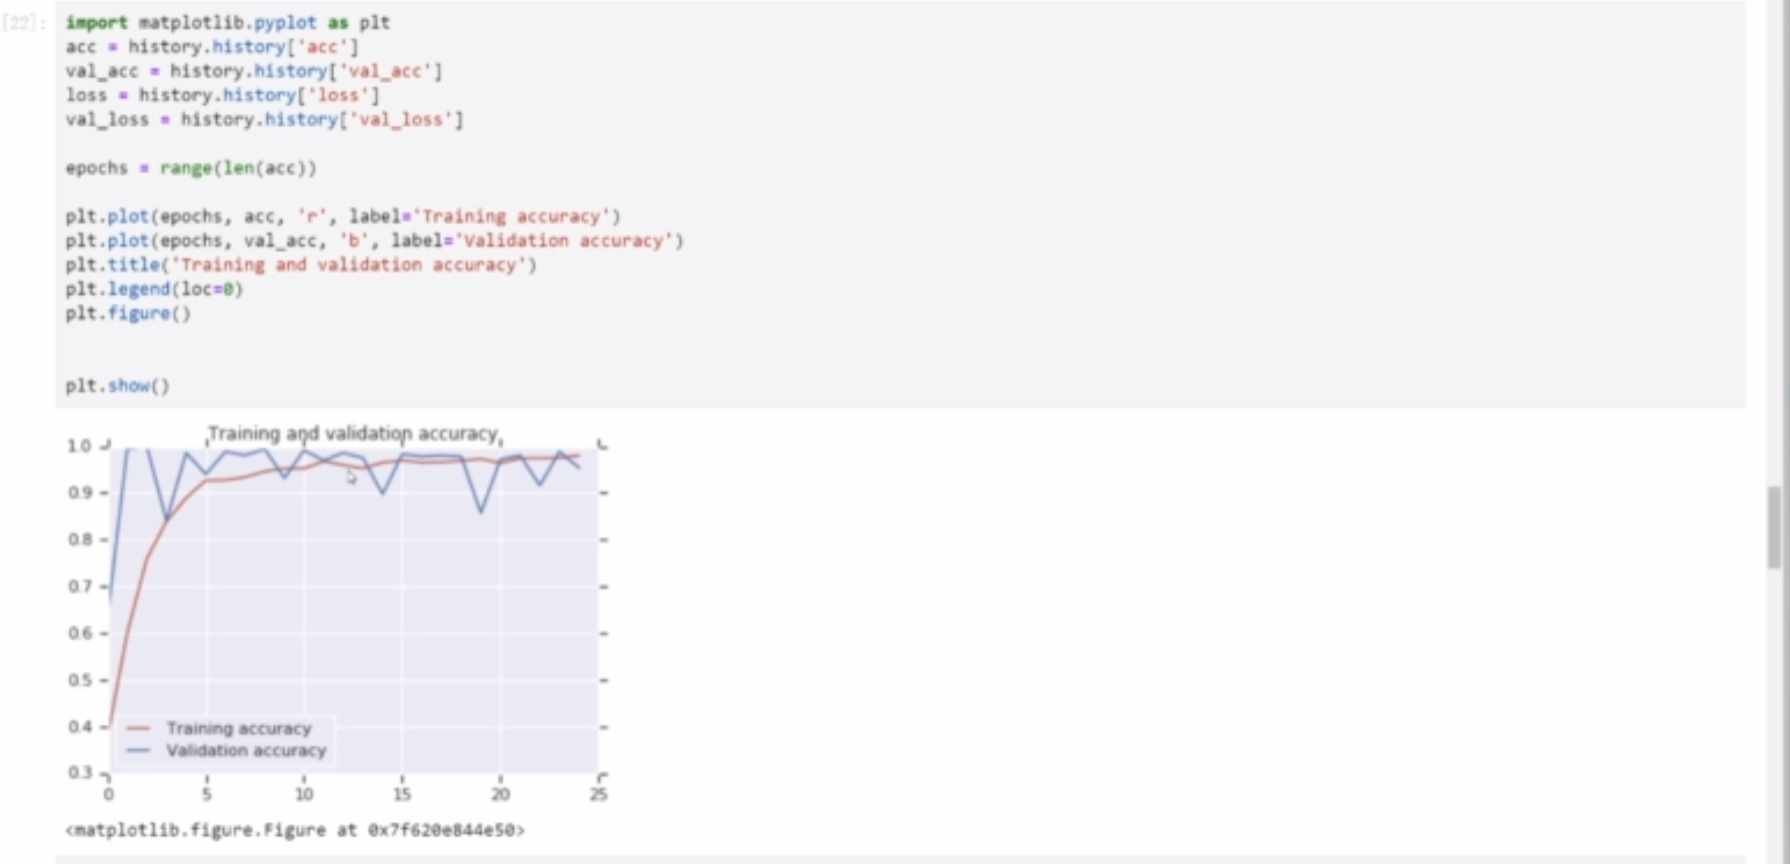 [22]:
import matplotlib.pyplot as plt
acc = history.history['acc']
val_acc = history.history['val_acc']
loss = history.history['loss']
val_loss = history.history['val_loss']
epochs = range(len(acc))
plt.plot(epochs, acc, 'r', label='Training accuracy')
plt.plot(epochs, val_acc, 'b', label='Validation accuracy')
plt.title('Training and validation accuracy')
plt.legend(loc=0)
plt.figure()
plt.show()
Training and validation accuracy
1.0
0.9
0.8
0.7
0.6
0.5
0.4
0.3
Training accuracy
Validation accuracy
0 5 10 15 20 25
<matplotlib.figure.Figure at 0x7f620e844e50>